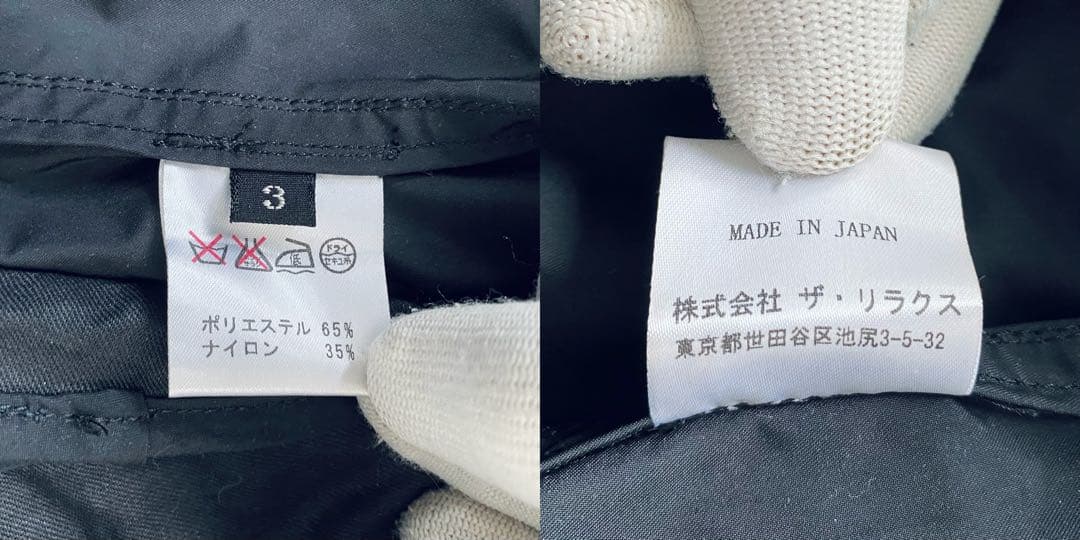 3
低
ドライ
セキユ系
ポリエステル 65%
ナイロン 35%
MADE IN JAPAN
株式会社 ザ・リラクス
東京都世田谷区池尻3-5-32